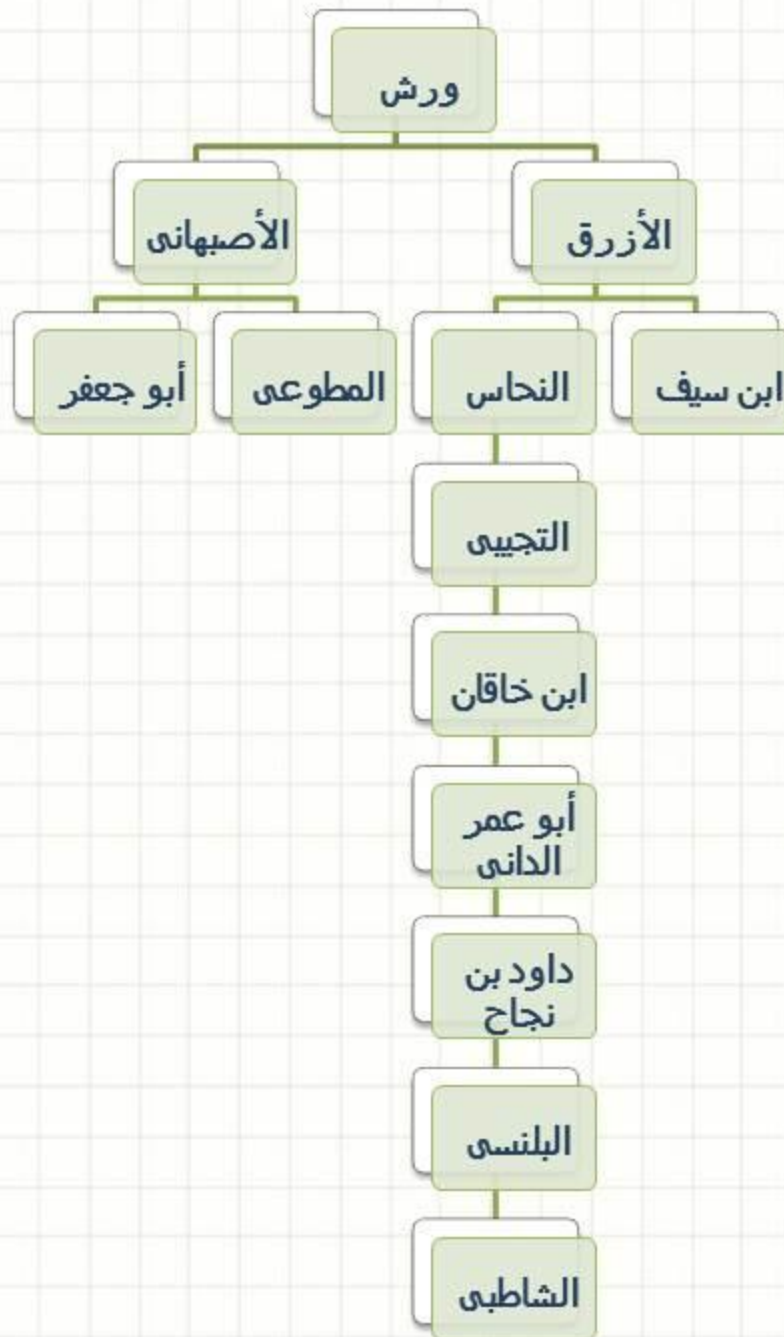 ورش
الأزرق
الأصبهانى
ابن سيف
النحاس
المطوعى
أبو جعفر
التجيبى
ابن خاقان
أبو عمر
الدانى
داود بن
نجاح
البلنسى
الشاطبى